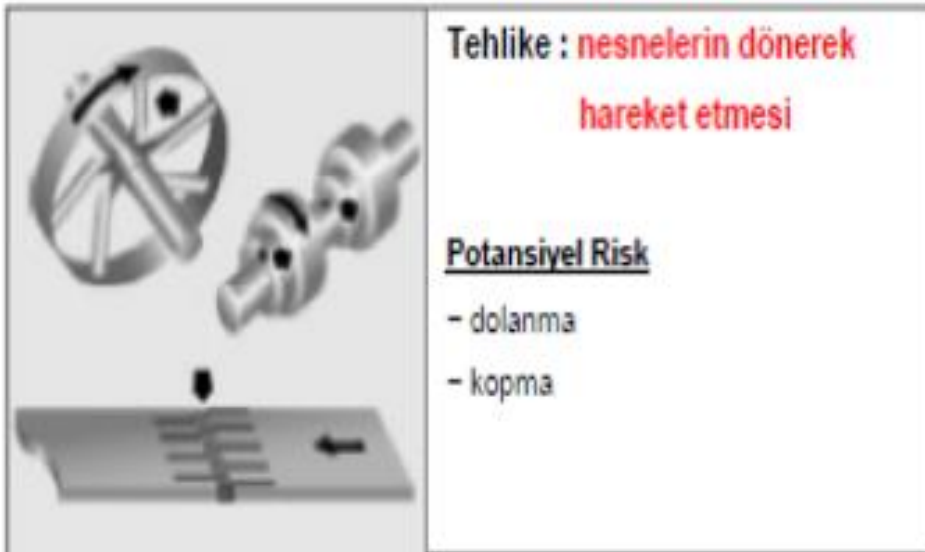 Tehlike : nesnelerin dönerek
hareket etmesi
Potansiyel Risk
- dolanma
- kopma